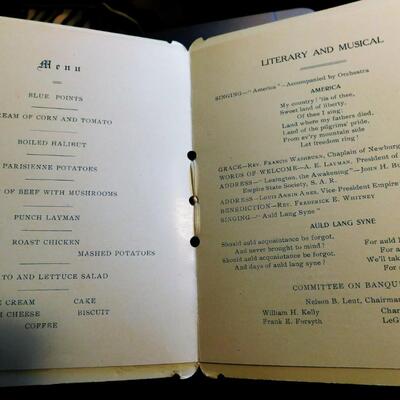 Menu
BLUE POINTS
CREAM OF CORN AND TOMATO
BOILED HALIBUT
PARISIENNE POTATOES
OF BEEF WITH MUSHROOMS
PUNCH LAYMAN
ROAST CHICKEN
MASHED POTATOES
TOMATO AND LETTUCE SALAD
ICE CREAM CAKE
CHEESE BISCUIT
COFFEE
LITERARY AND MUSICAL
SINGING—"America"—Accompanied by Orchestra
AMERICA
My country! 'tis of thee,
Sweet land of liberty,
Of thee I sing:
Land where my fathers died,
Land of the pilgrims' pride,
From ev'ry mountain side
Let freedom ring!
GRACE—REV. FRANCIS WASHBURN, Chaplain of Newburg
WORDS OF WELCOME—A. E. LAYMAN, President of
ADDRESS—"Lexington, the Awakening"—JOHN H. B
Empire State Society, S. A. R.
ADDRESS—LOUIS ANNIN AMES, Vice President Empire
BENEDICTION—REV. FREDERICK E. WHITNEY
SINGING—"Auld Lang Syne"
AULD LANG SYNE
Should auld acquaintance be forgot,
And never brought to mind?
Should auld acquaintance be forgot,
And days of auld lang syne?
For auld
For a
We'll tak
For
COMMITTEE ON BANQU
Nelson B. Lent, Chairman
William H. Kelly Char
Frank E. Forsyth LeG